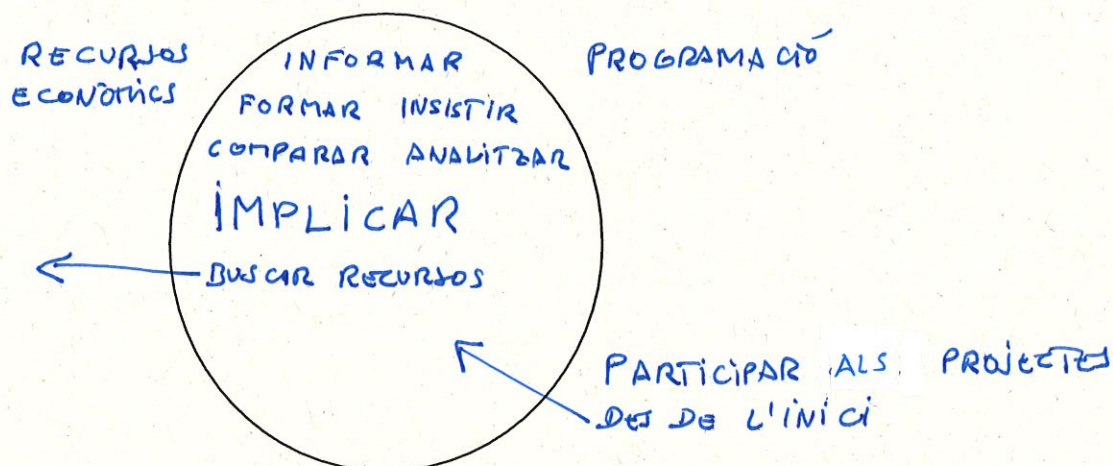 RECURSOS
ECONÒMICS
INFORMAR
FORMAR INSISTIR
COMPARAR ANALITZAR
IMPLICAR
BUSCAR RECURSOS
PROGRAMACIÓ
PARTICIPAR ALS PROJECTES
DES DE L'INICI